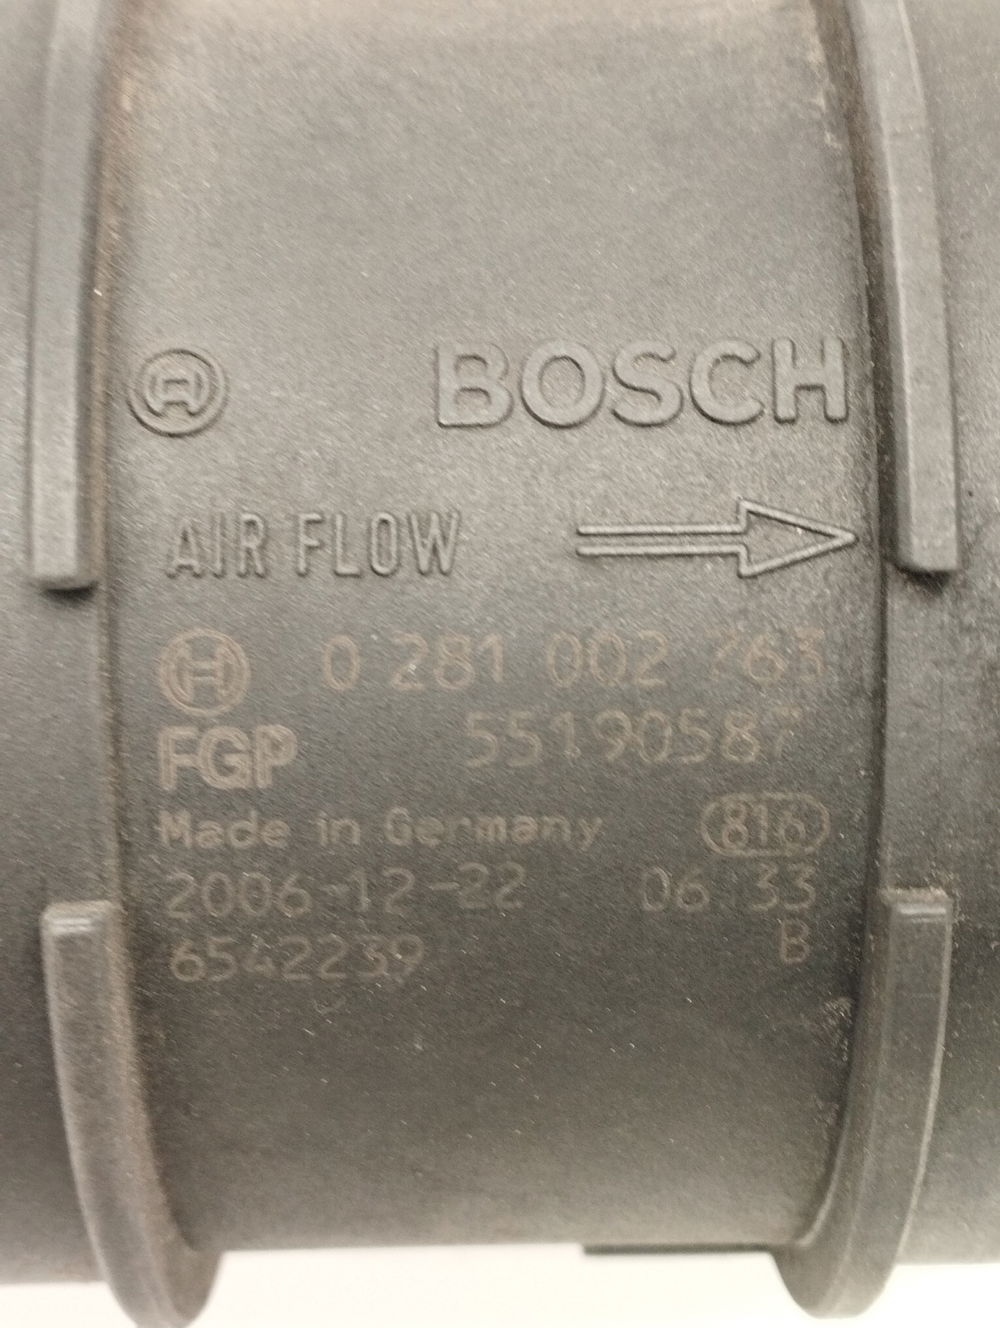 BOSCH
AIR FLOW
0 281 002 763
FGP 55190587
Made in Germany 816
2006-12-22 06 33
6542239 B